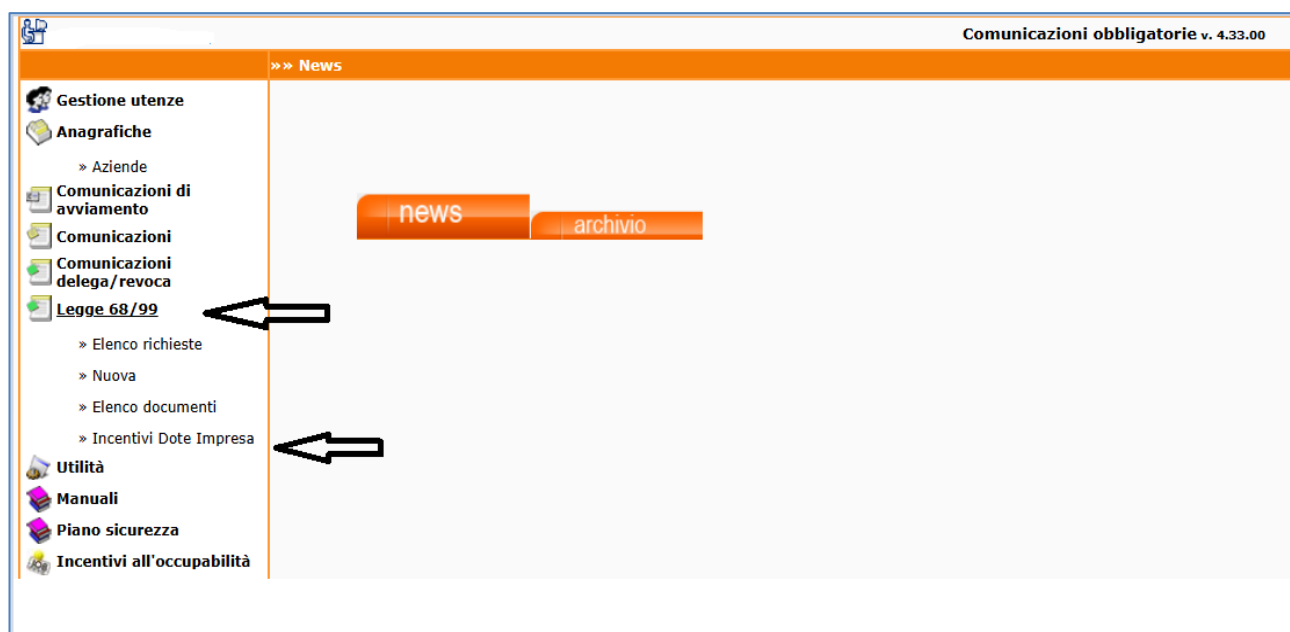 Comunicazioni obbligatorie v. 4.33.00
»» News
Gestione utenze
Anagrafiche
» Aziende
Comunicazioni di
avviamento
Comunicazioni
Comunicazioni
delega/revoca
Legge 68/99
» Elenco richieste
» Nuova
» Elenco documenti
» Incentivi Dote Impresa
Utilità
Manuali
Piano sicurezza
Incentivi all'occupabilità
news
archivio